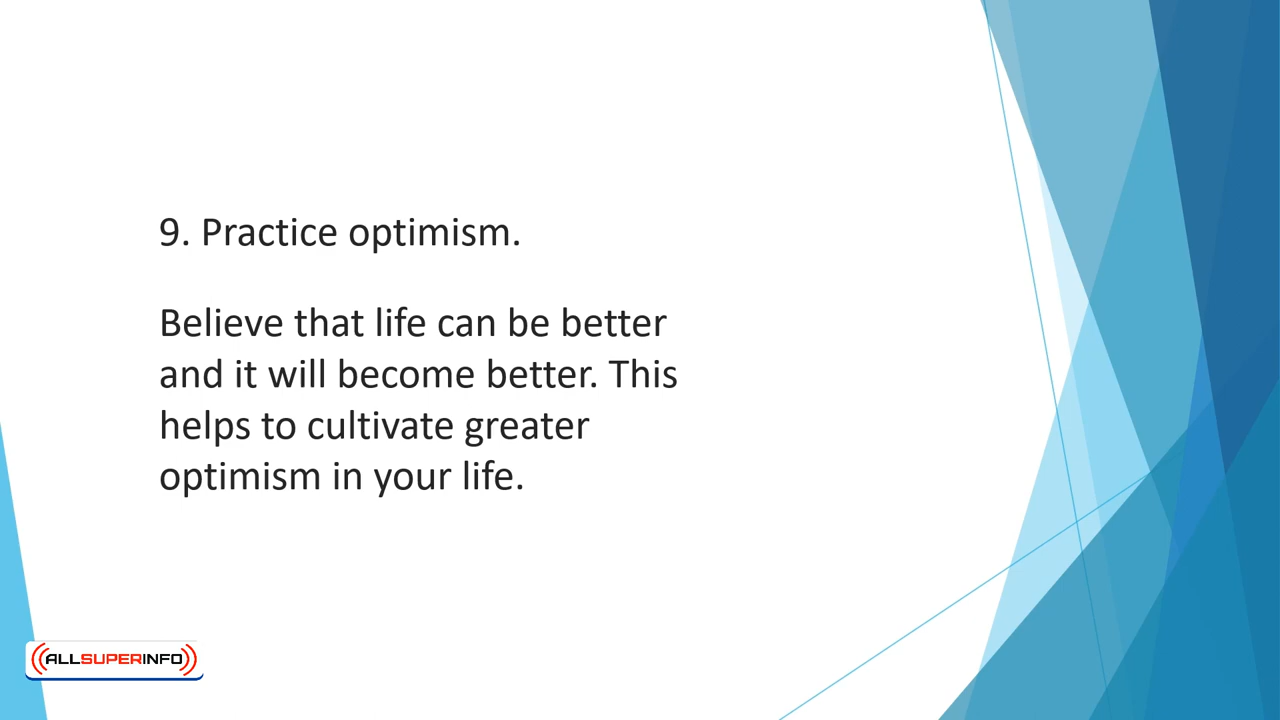 9. Practice optimism.
Believe that life can be better
and it will become better. This
helps to cultivate greater
optimism in your life.
ALLSUPERINFO